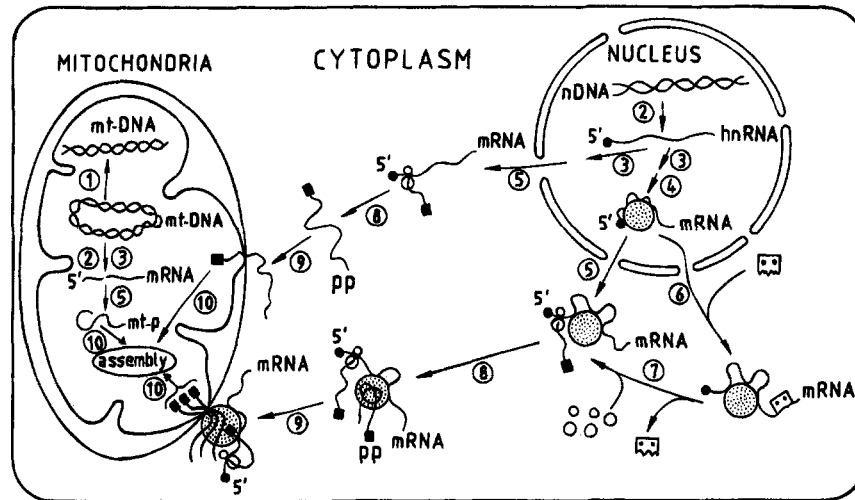 MITOCHONDRIA
CYTOPLASM
NUCLEUS
nDNA
②
5'
hnRNA
③
③
④
5'
mRNA
mt-DNA
①
mt-DNA
②
③
5'
mRNA
⑤
mt-p
⑩
assembly
⑩
⑩
mRNA
5'
⑤
⑧
pp
⑨
⑤
⑥
5'
mRNA
⑦
mRNA
⑧
5'
pp
mRNA
⑨
mRNA
5'